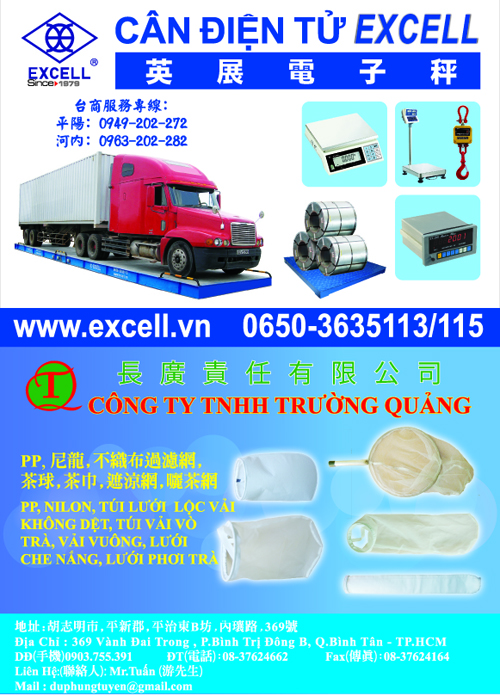 CÂN ĐIỆN TỬ EXCELL
EXCELL®
Since 1979
英展電子秤
台商服務專線:
平陽: 0949-202-272
河內: 0963-202-282
www.excell.vn 0650-3635113/115
TQ
長廣責任有限公司
CÔNG TY TNHH TRƯỜNG QUẢNG
PP, 尼龍, 不織布過濾網,
茶球, 茶巾, 遮涼網, 曬茶網
PP, NILON, TÚI LƯỚI LỌC VẢI
KHÔNG DỆT, TÚI VẢI VÒ
TRÀ, VẢI VUÔNG, LƯỚI
CHE NẮNG, LƯỚI PHƠI TRÀ
地址: 胡志明市, 平新郡, 平治東B坊, 內環路, 369號
Địa Chỉ : 369 Vành Đai Trong , P.Bình Trị Đông B, Q.Bình Tân - TP.HCM
DĐ(手機)0903.755.391 ĐT(電話):08-37624662 Fax(傳真):08-37624164
Liên Hệ:(聯絡人): Mr.Tuấn (游先生)
Mail : duphungtuyen@gmail.com